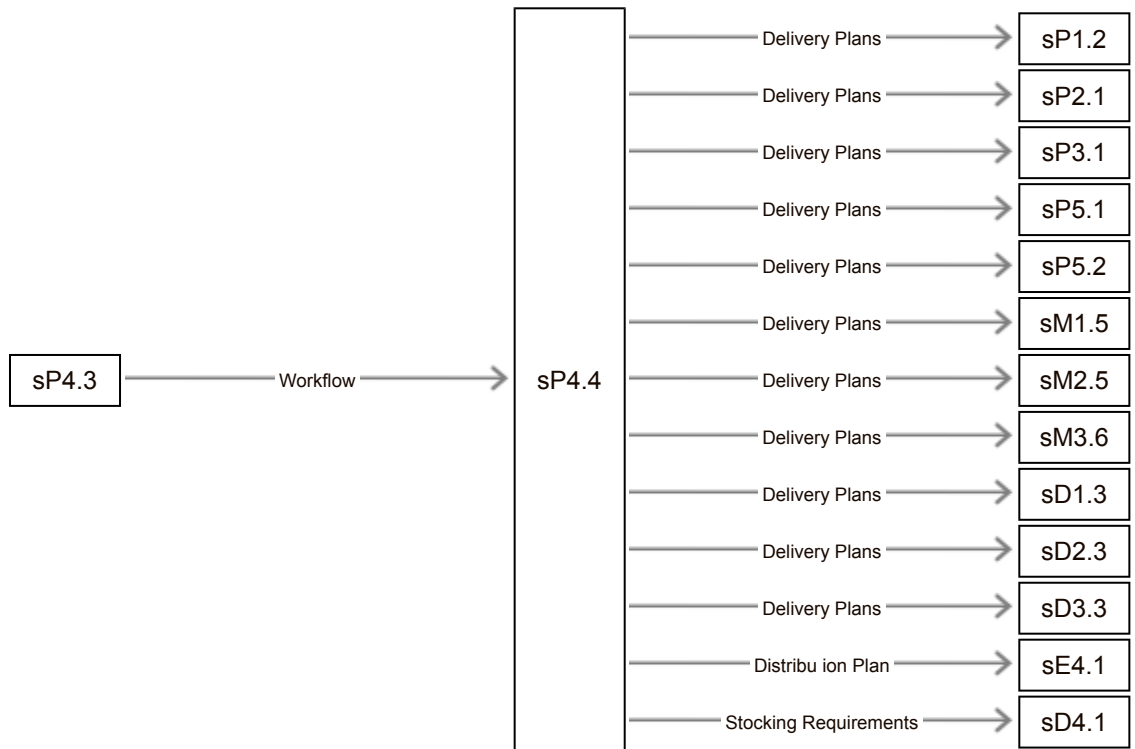 Delivery Plans sP1.2
Delivery Plans sP2.1
Delivery Plans sP3.1
Delivery Plans sP5.1
Delivery Plans sP5.2
Delivery Plans sM1.5
sP4.3 Workflow sP4.4 Delivery Plans sM2.5
Delivery Plans sM3.6
Delivery Plans sD1.3
Delivery Plans sD2.3
Delivery Plans sD3.3
Distribu ion Plan sE4.1
Stocking Requirements sD4.1